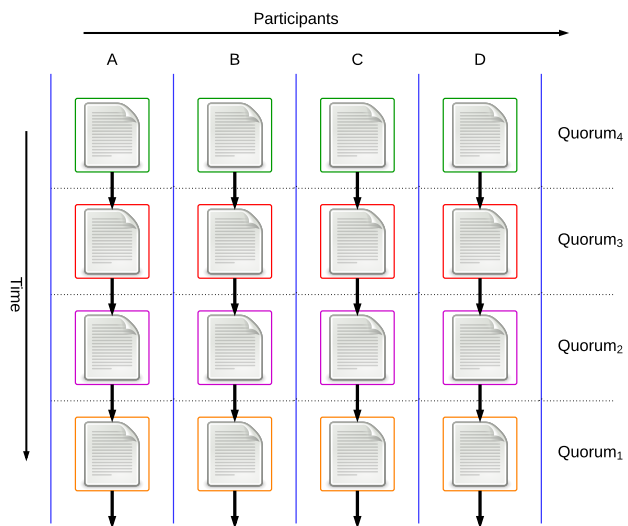 Participants
A B C D
Quorum₄
Quorum₃
Time
Quorum₂
Quorum₁